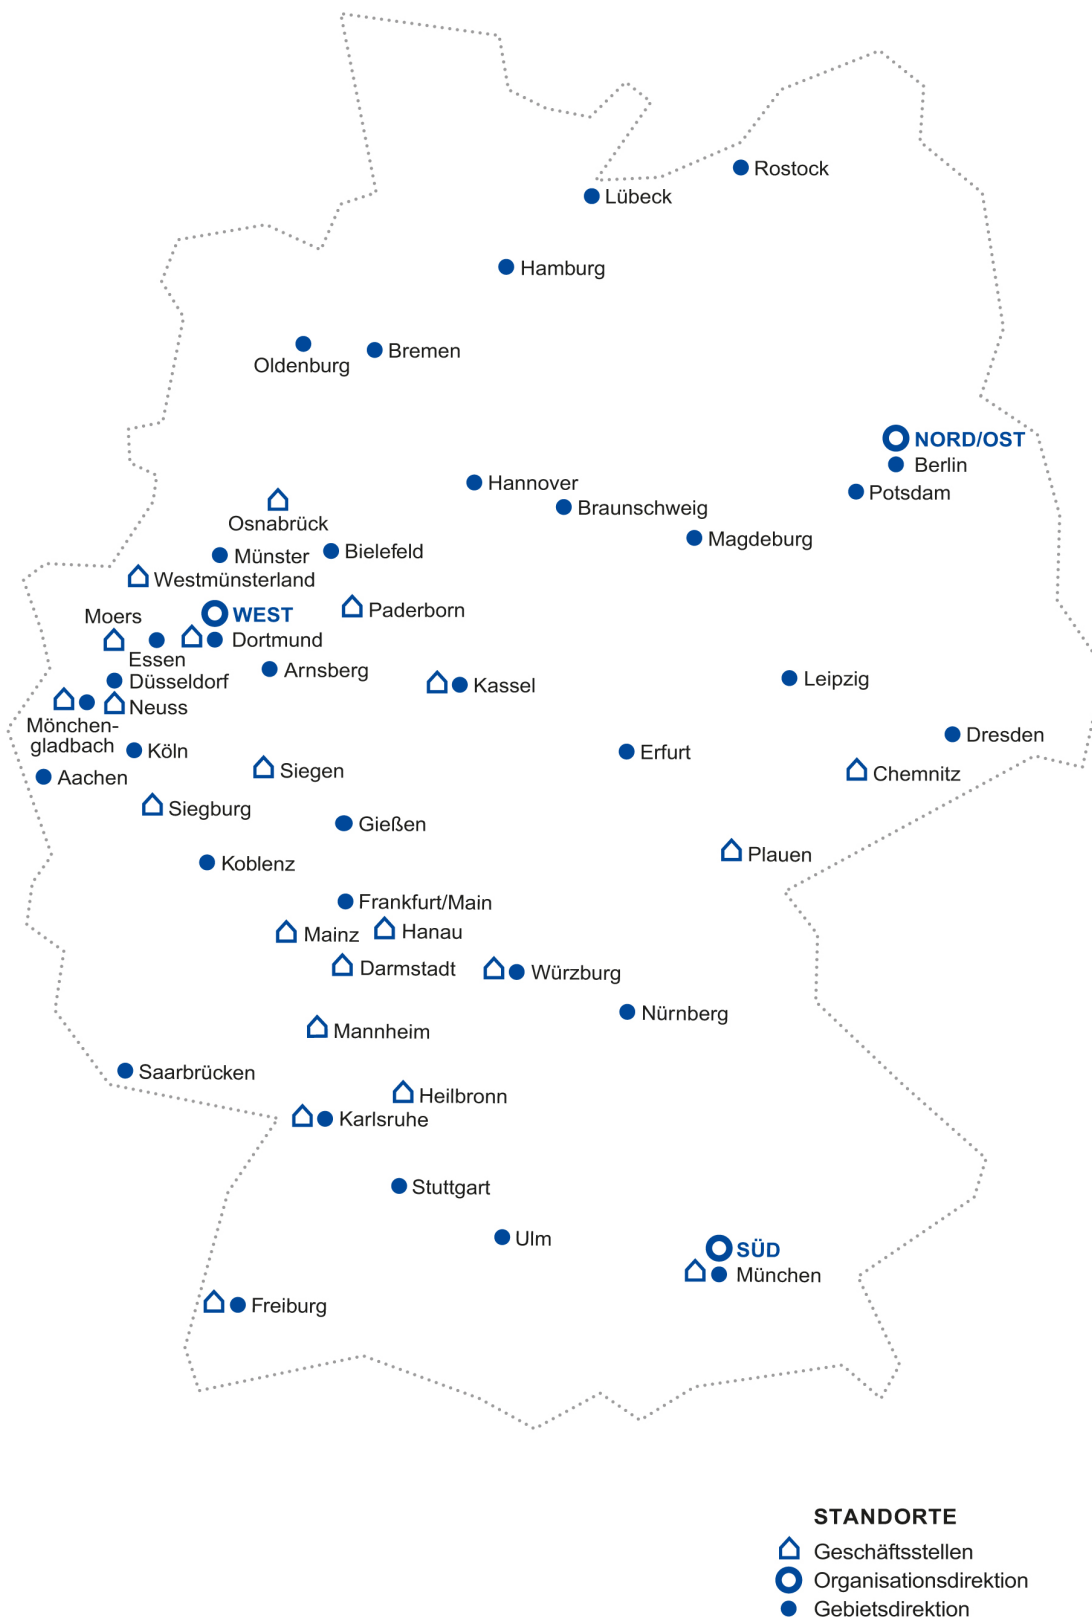 Rostock
Lübeck
Hamburg
Oldenburg
Bremen
NORD/OST
Berlin
Hannover
Potsdam
Braunschweig
Osnabrück
Magdeburg
Münster
Bielefeld
Westmünsterland
Moers
WEST
Paderborn
Dortmund
Essen
Arnsberg
Düsseldorf
Kassel
Leipzig
Neuss
Mönchen-
gladbach
Köln
Erfurt
Dresden
Aachen
Siegen
Chemnitz
Siegburg
Gießen
Plauen
Koblenz
Frankfurt/Main
Mainz
Hanau
Darmstadt
Würzburg
Nürnberg
Mannheim
Saarbrücken
Heilbronn
Karlsruhe
Stuttgart
Ulm
SÜD
München
Freiburg
STANDORTE
Geschäftsstellen
Organisationsdirektion
Gebietsdirektion